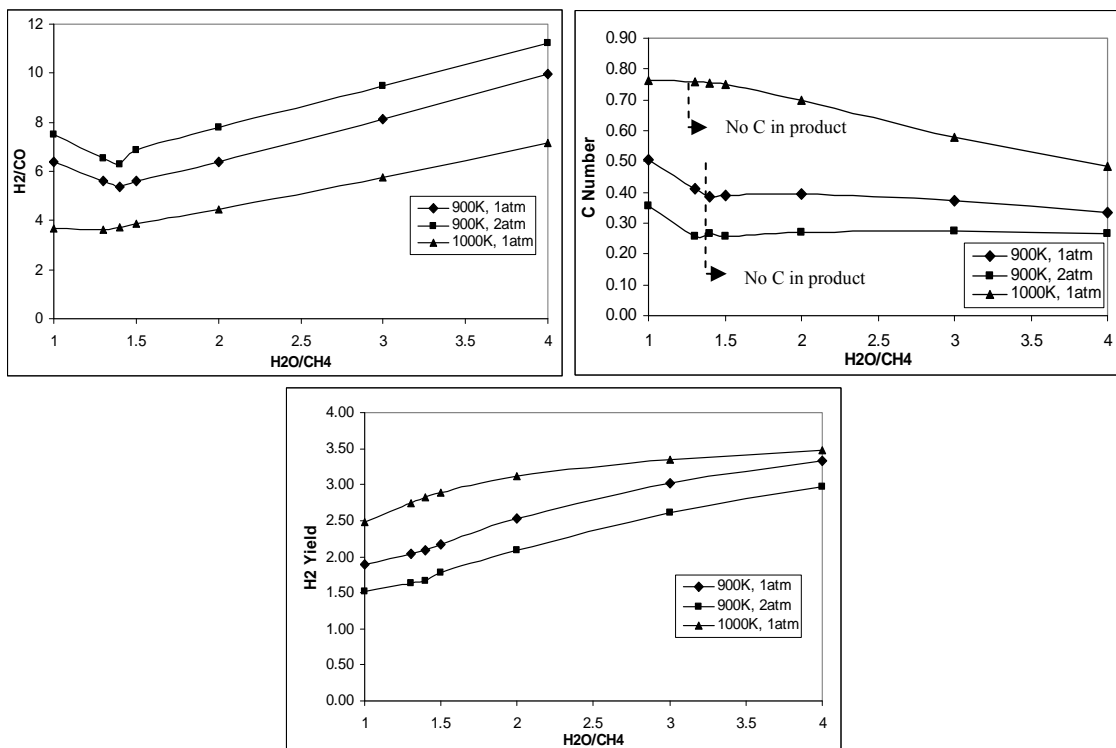 H2/CO
12
10
8
6
4
2
0
1
1.5
2
2.5
3
3.5
4
H2O/CH4
900K, 1atm
900K, 2atm
1000K, 1atm
C Number
0.90
0.80
0.70
0.60
0.50
0.40
0.30
0.20
0.10
0.00
1
1.5
2
2.5
3
3.5
4
H2O/CH4
No C in product
No C in product
900K, 1atm
900K, 2atm
1000K, 1atm
H2 Yield
4.00
3.50
3.00
2.50
2.00
1.50
1.00
0.50
0.00
1
1.5
2
2.5
3
3.5
4
H2O/CH4
900K, 1atm
900K, 2atm
1000K, 1atm